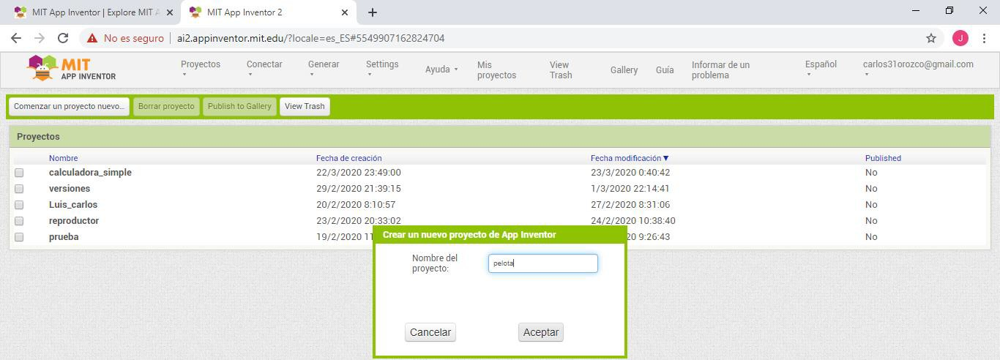 MIT App Inventor | Explore MIT A
MIT App Inventor 2
No es seguro | ai2.appinventor.mit.edu/?locale=es_ES#5549907162824704
J
MIT
APP INVENTOR
Proyectos
Conectar
Generar
Settings
Ayuda
Mis
proyectos
View
Trash
Gallery
Guía
Informar de un
problema
Español
carlos31orozco@gmail.com
Comenzar un proyecto nuevo...
Borrar proyecto
Publish to Gallery
View Trash
Proyectos
Nombre Fecha de creación Fecha modificación Published
calculadora_simple 22/3/2020 23:49:00 23/3/2020 0:40:42 No
versiones 29/2/2020 21:39:15 1/3/2020 22:14:41 No
Luis_carlos 20/2/2020 8:10:57 27/2/2020 8:31:06 No
reproductor 23/2/2020 20:33:02 24/2/2020 10:38:40 No
prueba 19/2/2020 11 0 9:26:43 No
Crear un nuevo proyecto de App Inventor
Nombre del
proyecto:
pelota
Cancelar
Aceptar